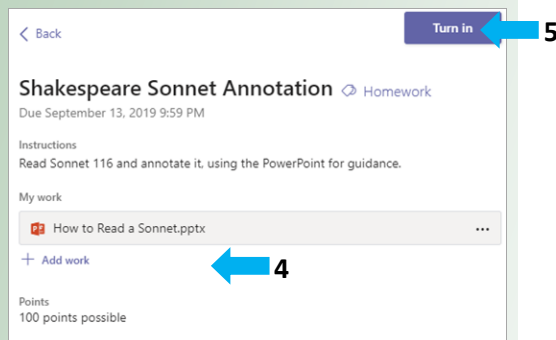 Back
Turn in
5
Shakespeare Sonnet Annotation Homework
Due September 13, 2019 9:59 PM
Instructions
Read Sonnet 116 and annotate it, using the PowerPoint for guidance.
My work
How to Read a Sonnet.pptx
+ Add work
4
Points
100 points possible